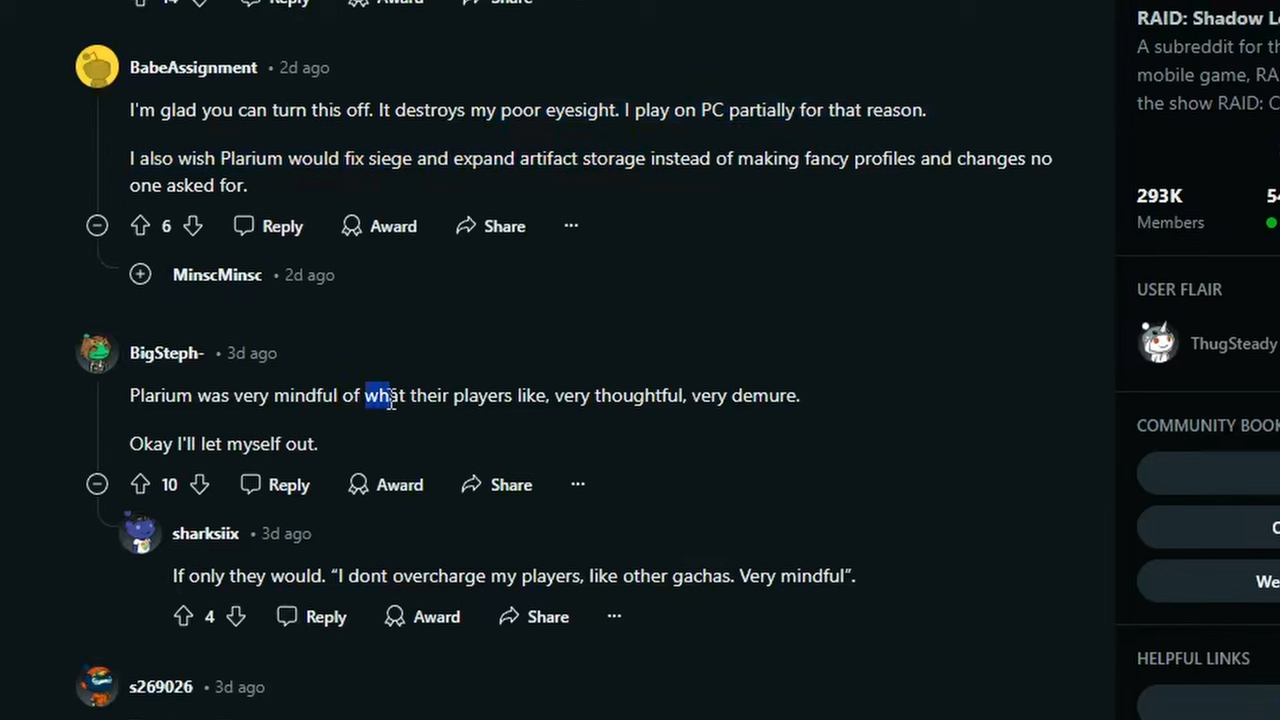 14 Reply Award Share
BabeAssignment • 2d ago
I'm glad you can turn this off. It destroys my poor eyesight. I play on PC partially for that reason.
I also wish Plarium would fix siege and expand artifact storage instead of making fancy profiles and changes no
one asked for.
6 Reply Award Share ...
MinscMinsc • 2d ago
BigSteph- • 3d ago
Plarium was very mindful of what their players like, very thoughtful, very demure.
Okay I'll let myself out.
10 Reply Award Share ...
sharksiix • 3d ago
If only they would. “I dont overcharge my players, like other gachas. Very mindful”.
4 Reply Award Share ...
s269026 • 3d ago
RAID: Shadow L
A subreddit for th
mobile game, RA
the show RAID: C
293K
Members
USER FLAIR
ThugSteady
COMMUNITY BOOK
We
HELPFUL LINKS